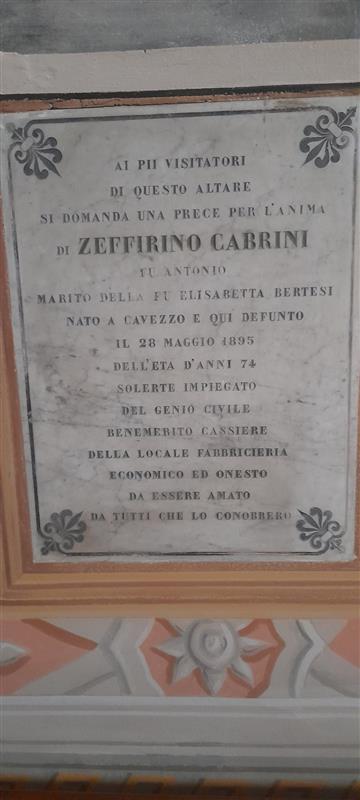 AI PII VISITATORI
DI QUESTO ALTARE
SI DOMANDA UNA PRECE PER L'ANIMA
DI ZEFFIRINO CABRINI
FU ANTONIO
MARITO DELLA FU ELISABETTA BERTESI
NATO A CAVEZZO E QUI DEFUNTO
IL 28 MAGGIO 1895
DELL'ETA D'ANNI 74
SOLERTE IMPIEGATO
DEL GENIO CIVILE
BENEMERITO CASSIERE
DELLA LOCALE FABBRICIERIA
ECONOMICO ED ONESTO
DA ESSERE AMATO
DA TUTTI CHE LO CONOBRERO